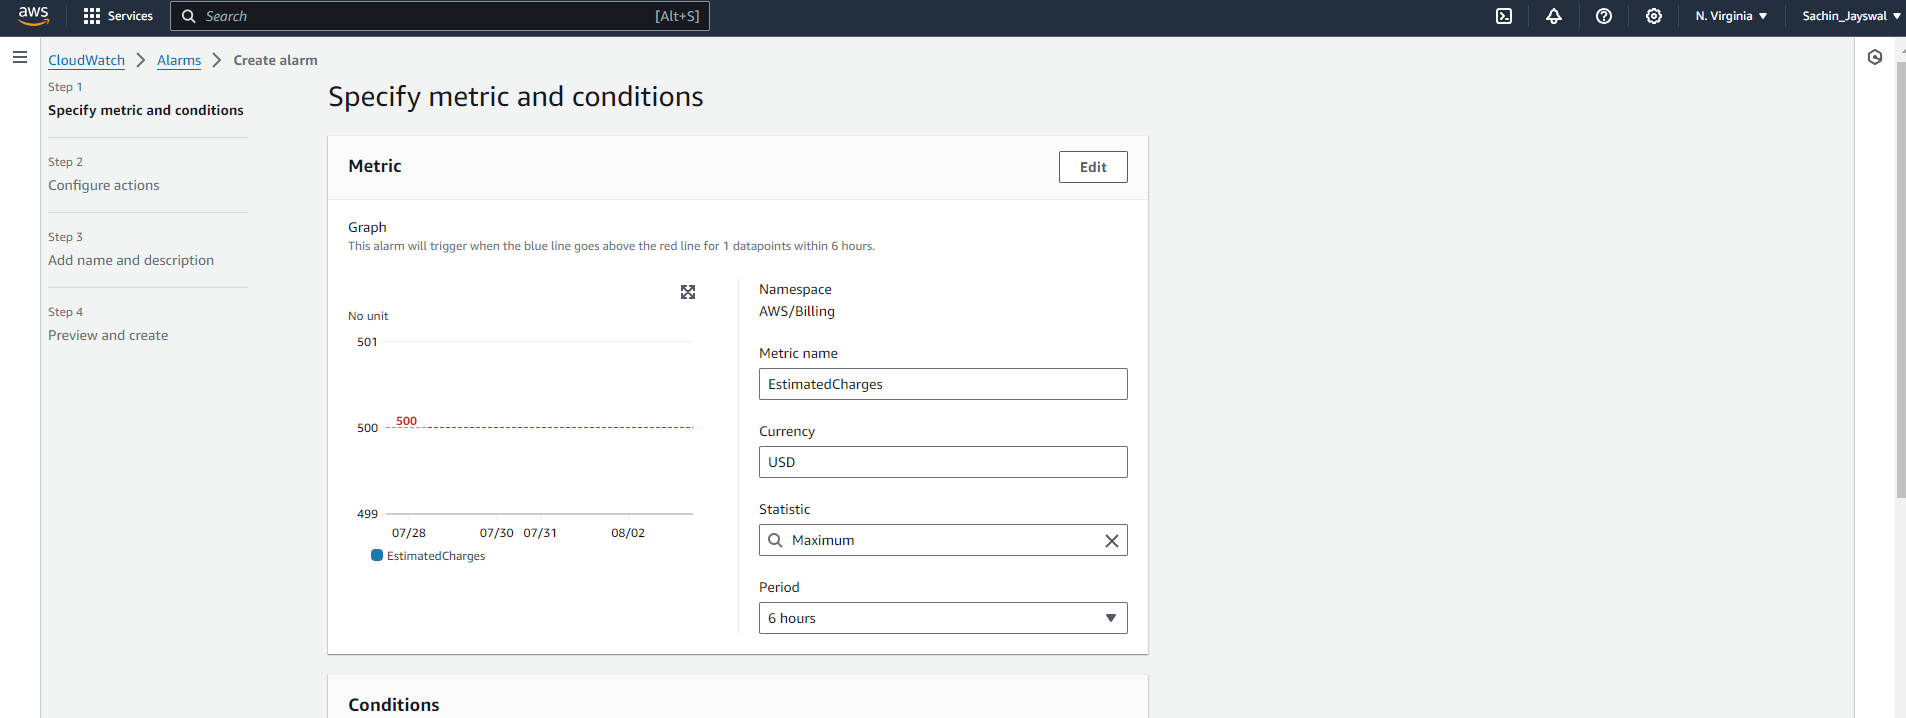 aws
Services
Search
[Alt+S]
N. Virginia
Sachin_Jayswal
CloudWatch
Alarms
Create alarm
Step 1
Specify metric and conditions
Step 2
Configure actions
Step 3
Add name and description
Step 4
Preview and create
Specify metric and conditions
Metric
Edit
Graph
This alarm will trigger when the blue line goes above the red line for 1 datapoints within 6 hours.
No unit
501
500
500
499
07/28
07/30
07/31
08/02
EstimatedCharges
Namespace
AWS/Billing
Metric name
EstimatedCharges
Currency
USD
Statistic
Maximum
Period
6 hours
Conditions